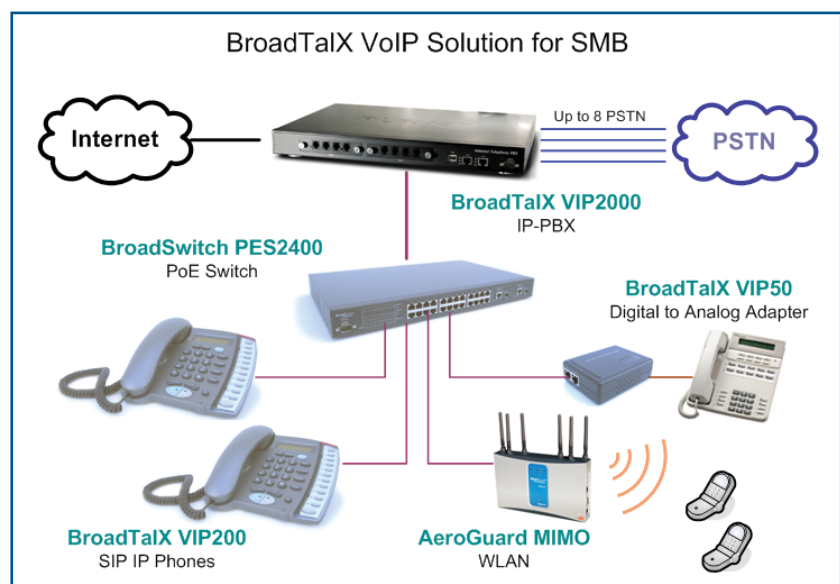 BroadTalX VoIP Solution for SMB
Internet
Up to 8 PSTN
PSTN
BroadTalX VIP2000
IP-PBX
BroadSwitch PES2400
PoE Switch
BroadTalX VIP50
Digital to Analog Adapter
BroadTalX VIP200
SIP IP Phones
AeroGuard MIMO
WLAN